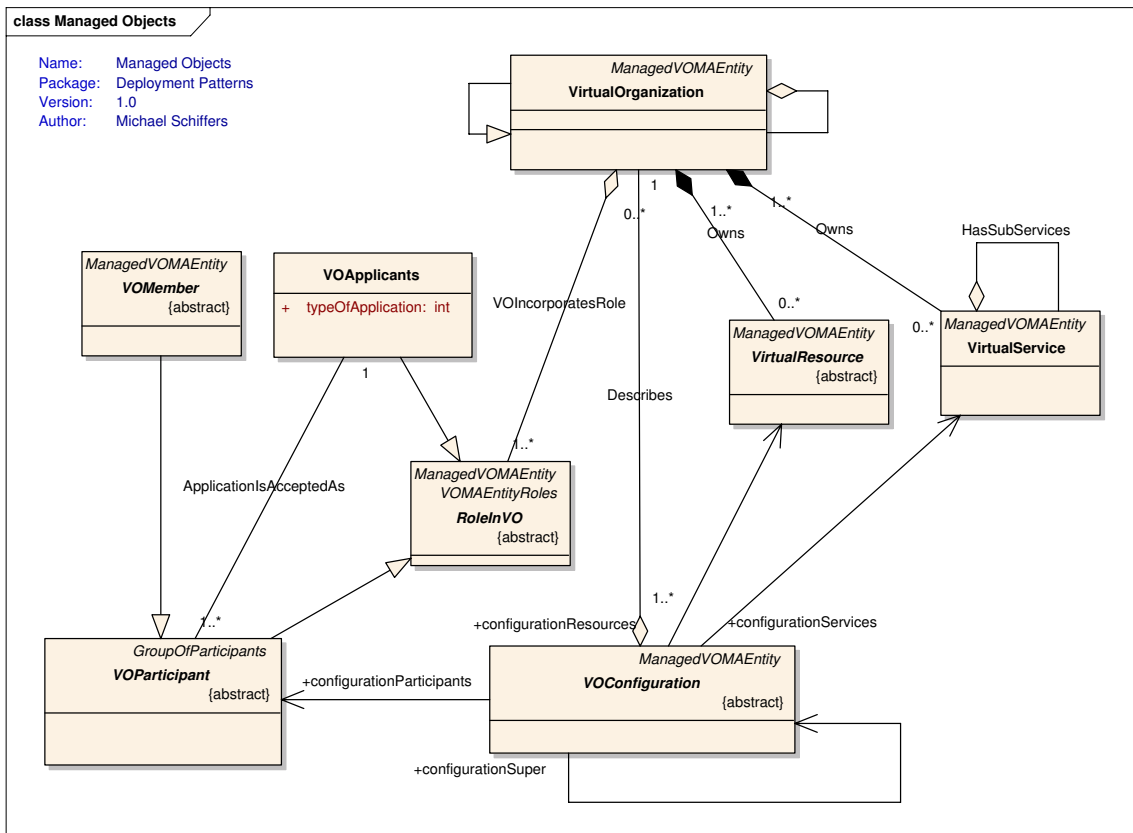 class Managed Objects
Name: Managed Objects
Package: Deployment Patterns
Version: 1.0
Author: Michael Schiffers
ManagedVOMAEntity
VirtualOrganization
1
0..*
1..*
Owns
1..*
Owns
HasSubServices
ManagedVOMAEntity
VOMember
{abstract}
VOApplicants
+ typeOfApplication: int
1
VOIncorporatesRole
0..*
ManagedVOMAEntity
VirtualResource
{abstract}
0..*
ManagedVOMAEntity
VirtualService
Describes
1..*
ManagedVOMAEntity
VOMAEntityRoles
RoleInVO
{abstract}
ApplicationIsAcceptedAs
1..*
1..*
+configurationResources
+configurationServices
GroupOfParticipants
VOParticipant
{abstract}
+configurationParticipants
ManagedVOMAEntity
VOConfiguration
{abstract}
+configurationSuper